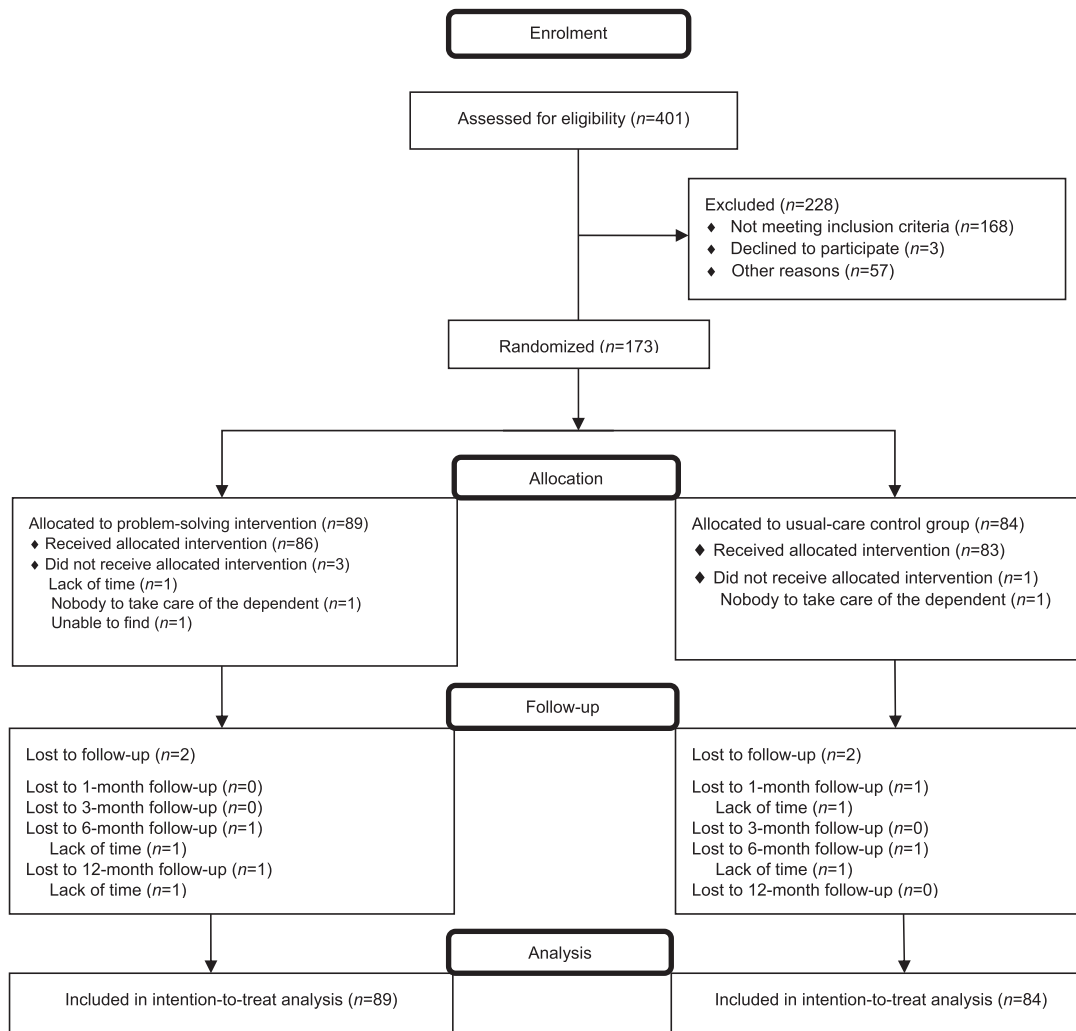 Enrolment
Assessed for eligibility (n=401)
Excluded (n=228)
♦ Not meeting inclusion criteria (n=168)
♦ Declined to participate (n=3)
♦ Other reasons (n=57)
Randomized (n=173)
Allocation
Allocated to problem-solving intervention (n=89)
♦ Received allocated intervention (n=86)
♦ Did not receive allocated intervention (n=3)
Lack of time (n=1)
Nobody to take care of the dependent (n=1)
Unable to find (n=1)
Allocated to usual-care control group (n=84)
♦ Received allocated intervention (n=83)
♦ Did not receive allocated intervention (n=1)
Nobody to take care of the dependent (n=1)
Follow-up
Lost to follow-up (n=2)
Lost to 1-month follow-up (n=0)
Lost to 3-month follow-up (n=0)
Lost to 6-month follow-up (n=1)
Lack of time (n=1)
Lost to 12-month follow-up (n=1)
Lack of time (n=1)
Lost to follow-up (n=2)
Lost to 1-month follow-up (n=1)
Lack of time (n=1)
Lost to 3-month follow-up (n=0)
Lost to 6-month follow-up (n=1)
Lack of time (n=1)
Lost to 12-month follow-up (n=0)
Analysis
Included in intention-to-treat analysis (n=89)
Included in intention-to-treat analysis (n=84)